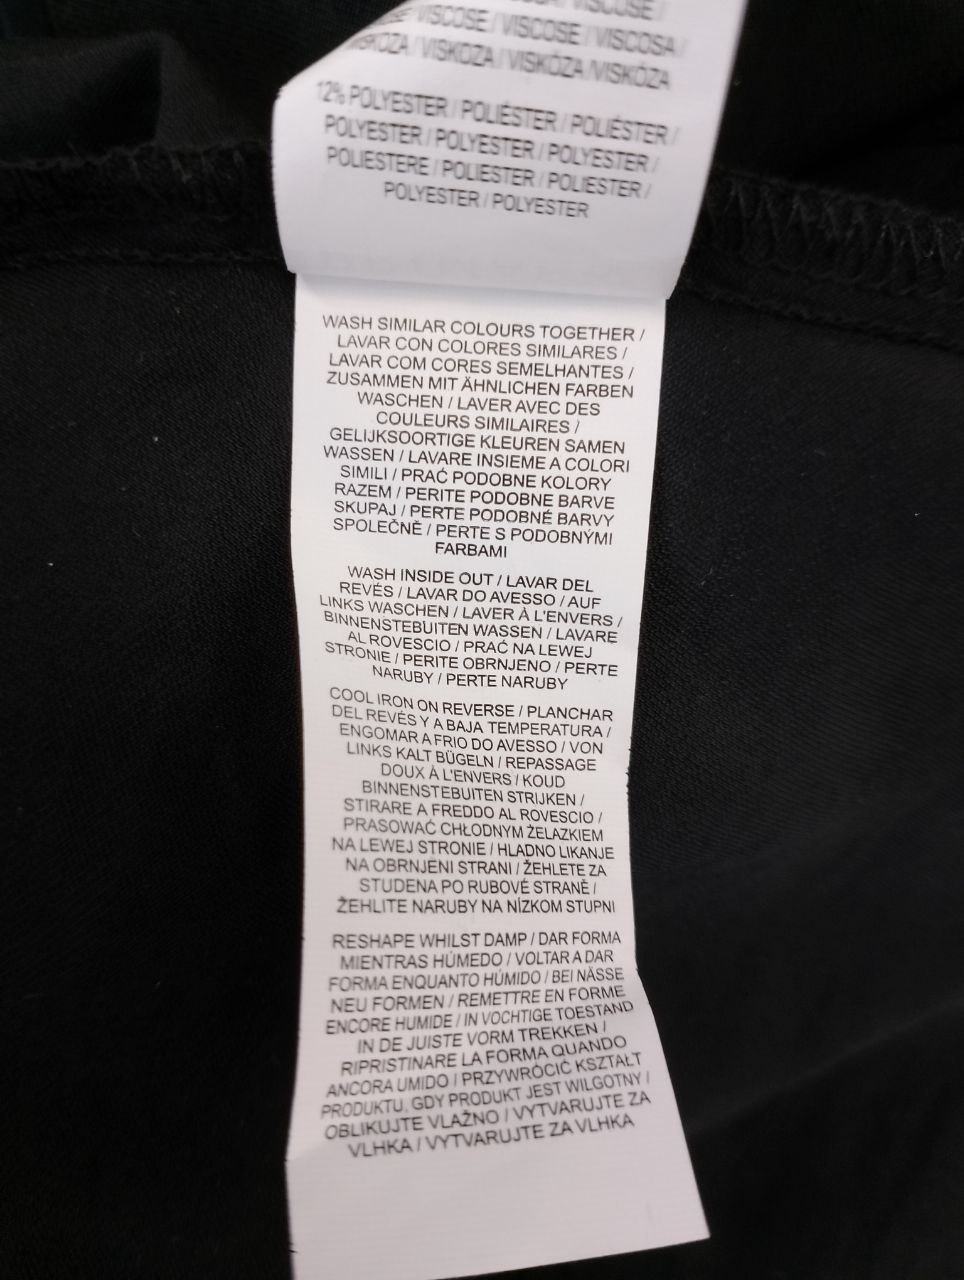 VISCOSE /
VISCOSE / VISCOSE / VISCOSA /
/ VISKOZA / VISKÓZA / VISKÓZA
12% POLYESTER / POLIÉSTER / POLIÉSTER /
POLYESTER / POLYESTER / POLYESTER /
POLIESTERE / POLIESTER / POLIESTER /
POLYESTER / POLYESTER
WASH SIMILAR COLOURS TOGETHER /
LAVAR CON COLORES SIMILARES /
LAVAR COM CORES SEMELHANTES /
ZUSAMMEN MIT ÄHNLICHEN FARBEN
WASCHEN / LAVER AVEC DES
COULEURS SIMILAIRES /
GELIJKSOORTIGE KLEUREN SAMEN
WASSEN / LAVARE INSIEME A COLORI
SIMILI / PRAĆ PODOBNE KOLORY
RAZEM / PERITE PODOBNE BARVE
SKUPAJ / PERTE PODOBNÉ BARVY
SPOLEČNĚ / PERTE S PODOBNÝMI
FARBAMI
WASH INSIDE OUT / LAVAR DEL
REVÉS / LAVAR DO AVESSO / AUF
LINKS WASCHEN / LAVER À L'ENVERS /
BINNENSTEBUITEN WASSEN / LAVARE
AL ROVESCIO / PRAĆ NA LEWEJ
STRONIE / PERITE OBRNJENO / PERTE
NARUBY / PERTE NARUBY
COOL IRON ON REVERSE / PLANCHAR
DEL REVÉS Y A BAJA TEMPERATURA /
ENGOMAR A FRIO DO AVESSO / VON
LINKS KALT BÜGELN / REPASSAGE
DOUX À L'ENVERS / KOUD
BINNENSTEBUITEN STRIJKEN /
STIRARE A FREDDO AL ROVESCIO /
PRASOWAĆ CHŁODNYM ŻELAZKIEM
NA LEWEJ STRONIE / HLADNO LIKANJE
NA OBRNJENI STRANI / ŽEHLETE ZA
STUDENA PO RUBOVÉ STRANĚ /
ŽEHLITE NARUBY NA NÍZKOM STUPNI
RESHAPE WHILST DAMP / DAR FORMA
MIENTRAS HÚMEDO / VOLTAR A DAR
FORMA ENQUANTO HÚMIDO / BEI NÄSSE
NEU FORMEN / REMETTRE EN FORME
ENCORE HUMIDE / IN VOCHTIGE TOESTAND
IN DE JUISTE VORM TREKKEN /
RIPRISTINARE LA FORMA QUANDO
ANCORA UMIDO / PRZYWRÓCIĆ KSZTAŁT
PRODUKTU, GDY PRODUKT JEST WILGOTNY /
OBLIKUJTE VLAŽNO / VYTVARUJTE ZA
VLHKA / VYTVARUJTE ZA VLHKA